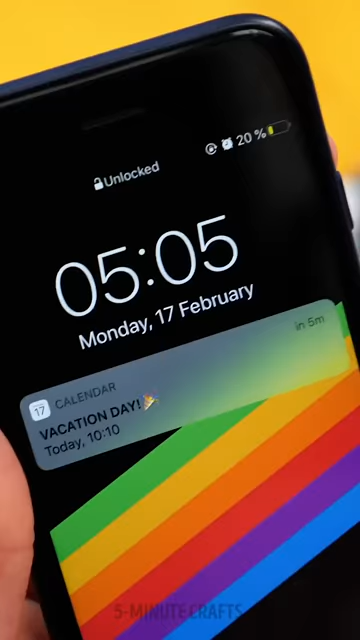 20 %
Unlocked
05:05
Monday, 17 February
17 CALENDAR
in 5m
VACATION DAY!🎉
Today, 10:10
5-MINUTE CRAFTS